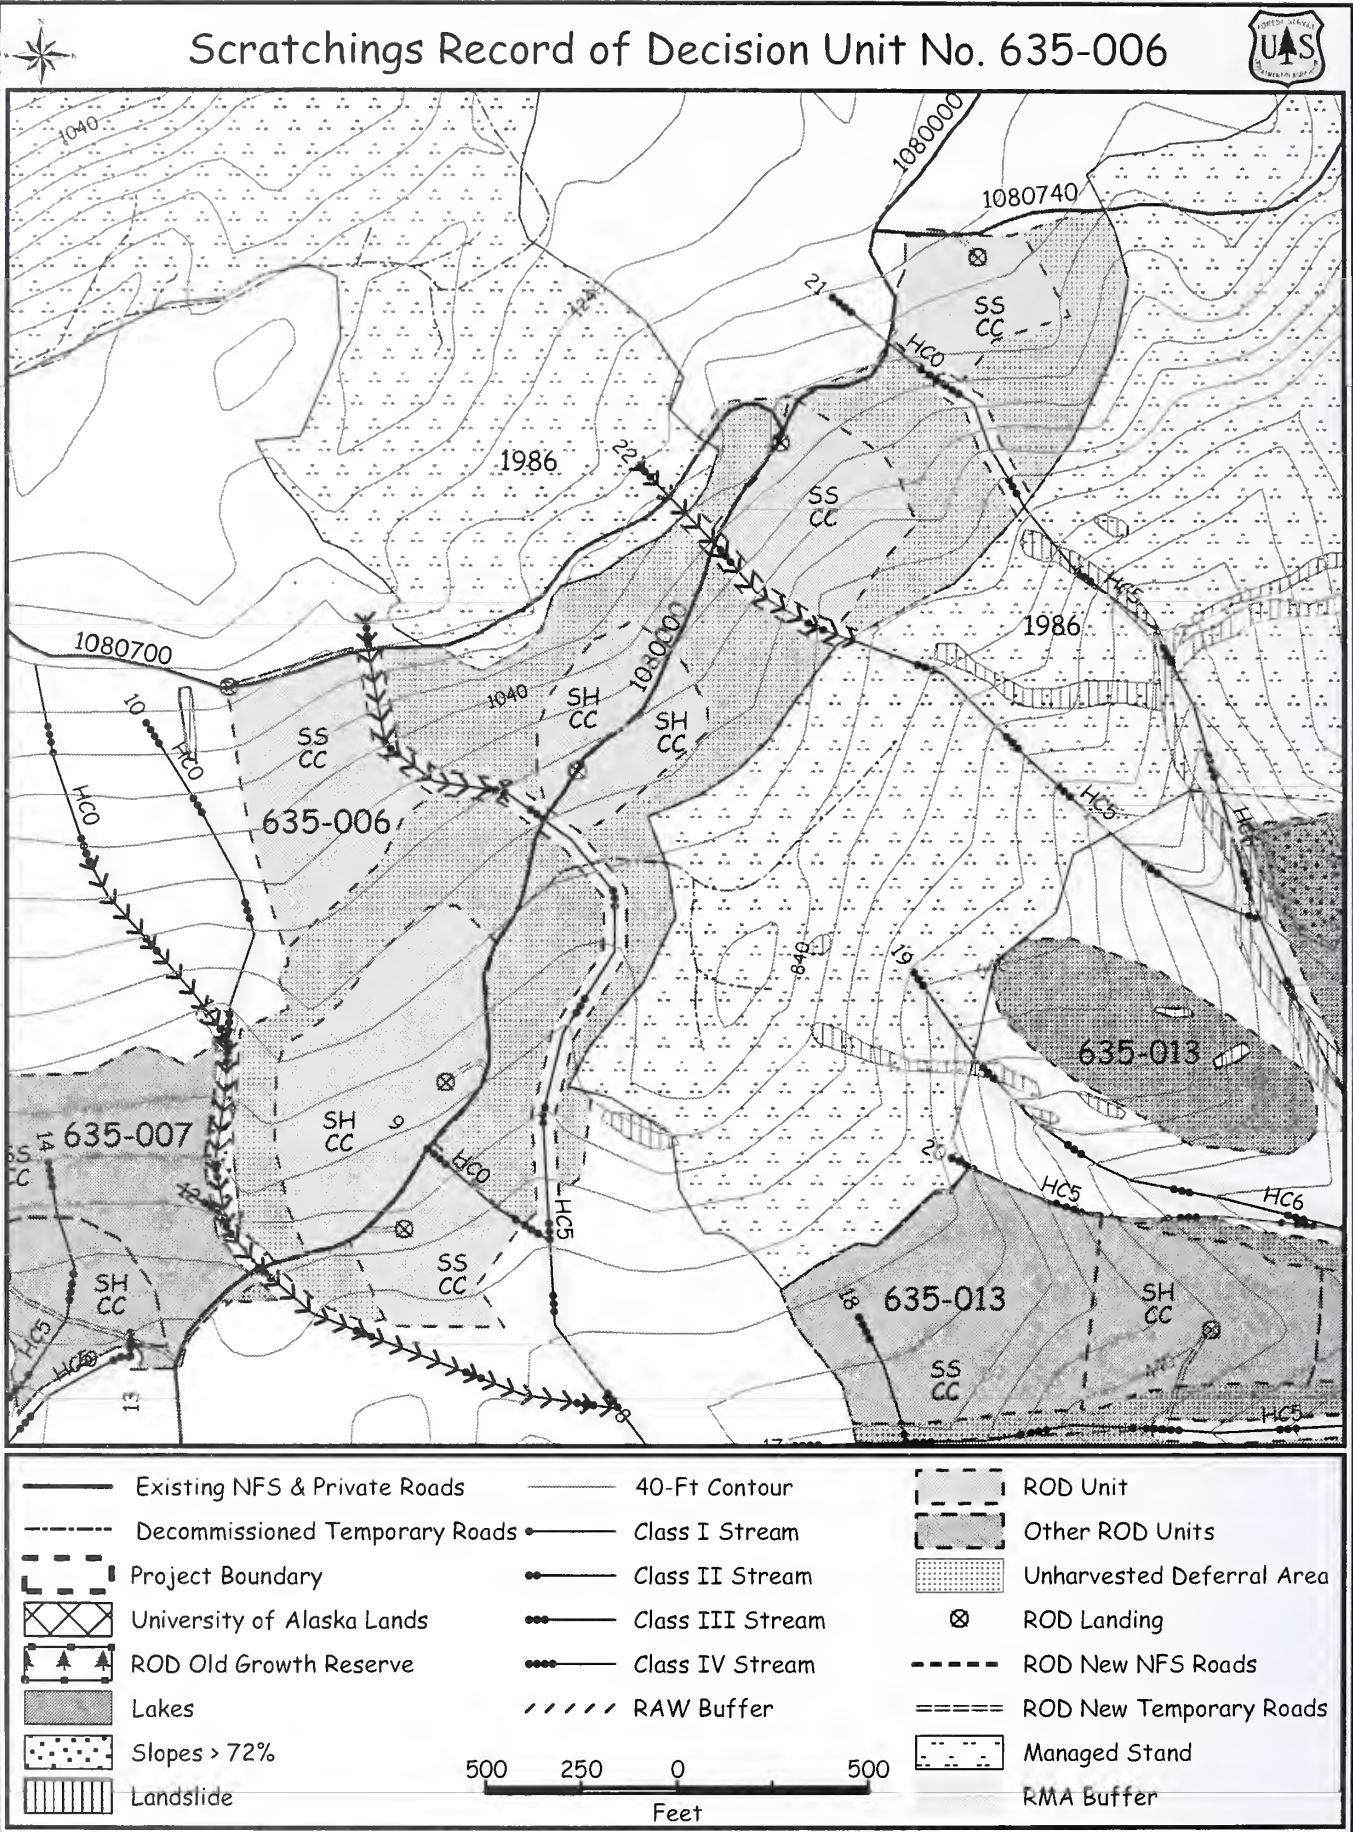 Scratchings Record of Decision Unit No. 635-006
FOREST SERVICE
U S
1040
1080000
1080740
21
SS
CC
HC0
1986
22
SS
CC
HC5
1986
1080700
10
HC0
HC0
1040
SH
CC
SH
CC
SS
CC
635-006
HC5
840
19
635-013
635-007
14
SH
CC
9
HC0
20
HC5
HC6
HC5
SS
CC
SH
CC
635-013
18
SH
CC
SS
CC
HC5
13
8
HC5
17
Existing NFS & Private Roads
Decommissioned Temporary Roads
Project Boundary
University of Alaska Lands
ROD Old Growth Reserve
Lakes
Slopes > 72%
Landslide
40-Ft Contour
Class I Stream
Class II Stream
Class III Stream
Class IV Stream
RAW Buffer
500 250 0 500
Feet
ROD Unit
Other ROD Units
Unharvested Deferral Area
ROD Landing
ROD New NFS Roads
ROD New Temporary Roads
Managed Stand
RMA Buffer